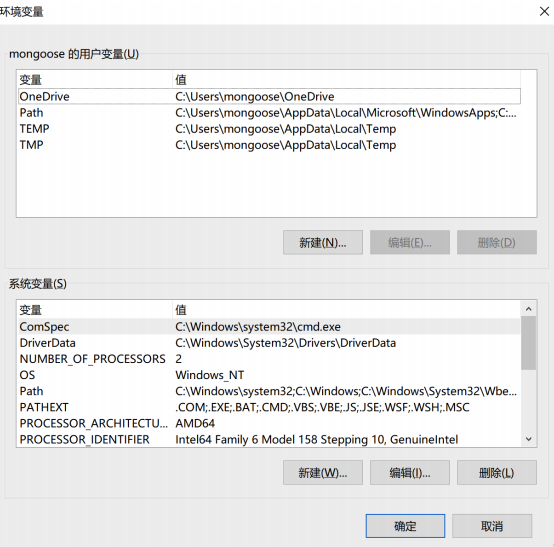 环境变量
mongoose 的用户变量(U)
变量 值
OneDrive C:\Users\mongoose\OneDrive
Path C:\Users\mongoose\AppData\Local\Microsoft\WindowsApps;C:...
TEMP C:\Users\mongoose\AppData\Local\Temp
TMP C:\Users\mongoose\AppData\Local\Temp
新建(N)... 编辑(E)... 删除(D)
系统变量(S)
变量 值
ComSpec C:\Windows\system32\cmd.exe
DriverData C:\Windows\System32\Drivers\DriverData
NUMBER_OF_PROCESSORS 2
OS Windows_NT
Path C:\Windows\system32;C:\Windows;C:\Windows\System32\Wbe...
PATHEXT .COM;.EXE;.BAT;.CMD;.VBS;.VBE;.JS;.JSE;.WSF;.WSH;.MSC
PROCESSOR_ARCHITECTU... AMD64
PROCESSOR_IDENTIFIER Intel64 Family 6 Model 158 Stepping 10, GenuineIntel
新建(W)... 编辑(I)... 删除(L)
确定 取消